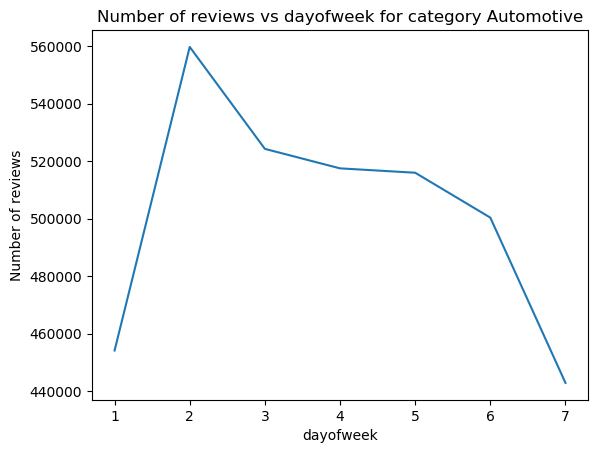 Number of reviews vs dayofweek for category Automotive
Number of reviews
560000
540000
520000
500000
480000
460000
440000
1 2 3 4 5 6 7
dayofweek